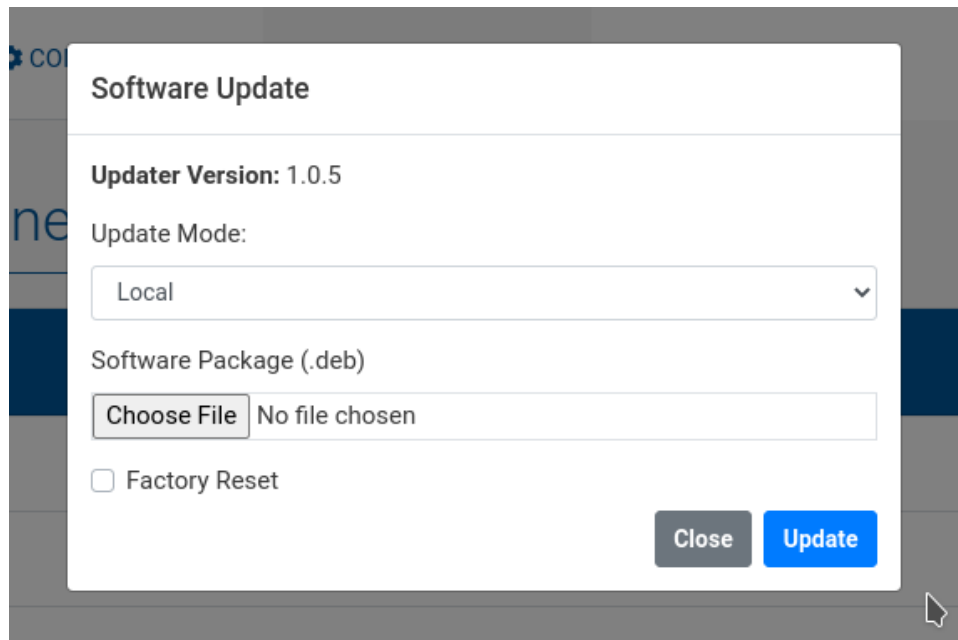 Software Update
Updater Version: 1.0.5
Update Mode:
Local
Software Package (.deb)
Choose File No file chosen
Factory Reset
Close Update